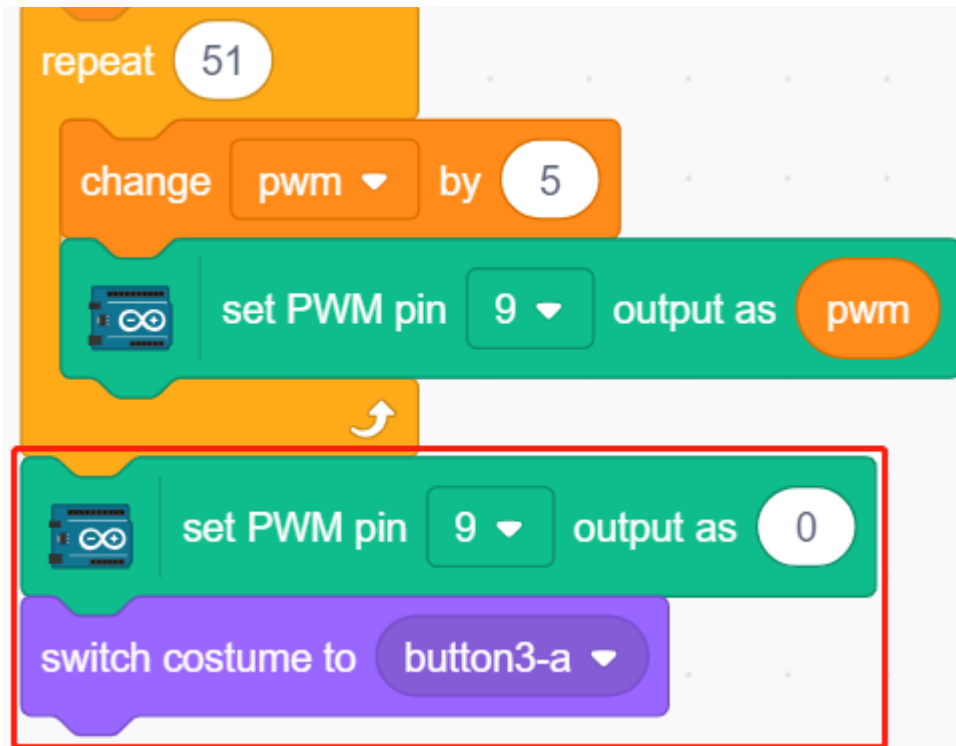 repeat 51
change pwm by 5
set PWM pin 9 output as pwm
set PWM pin 9 output as 0
switch costume to button3-a